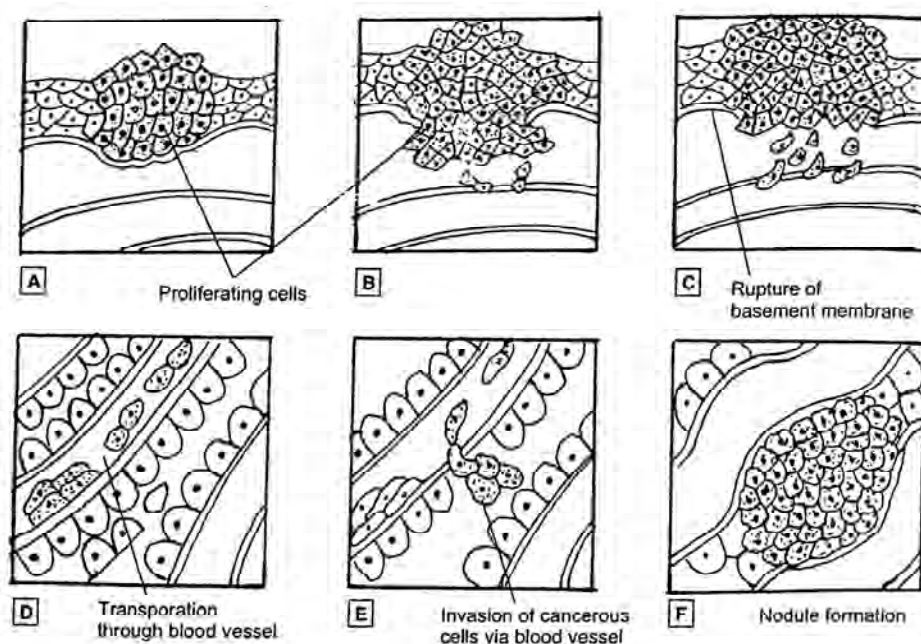 A
B
C
Proliferating cells
Rupture of
basement membrane
D
Transporation
through blood vessel
E
Invasion of cancerous
cells via blood vessel
F
Nodule formation